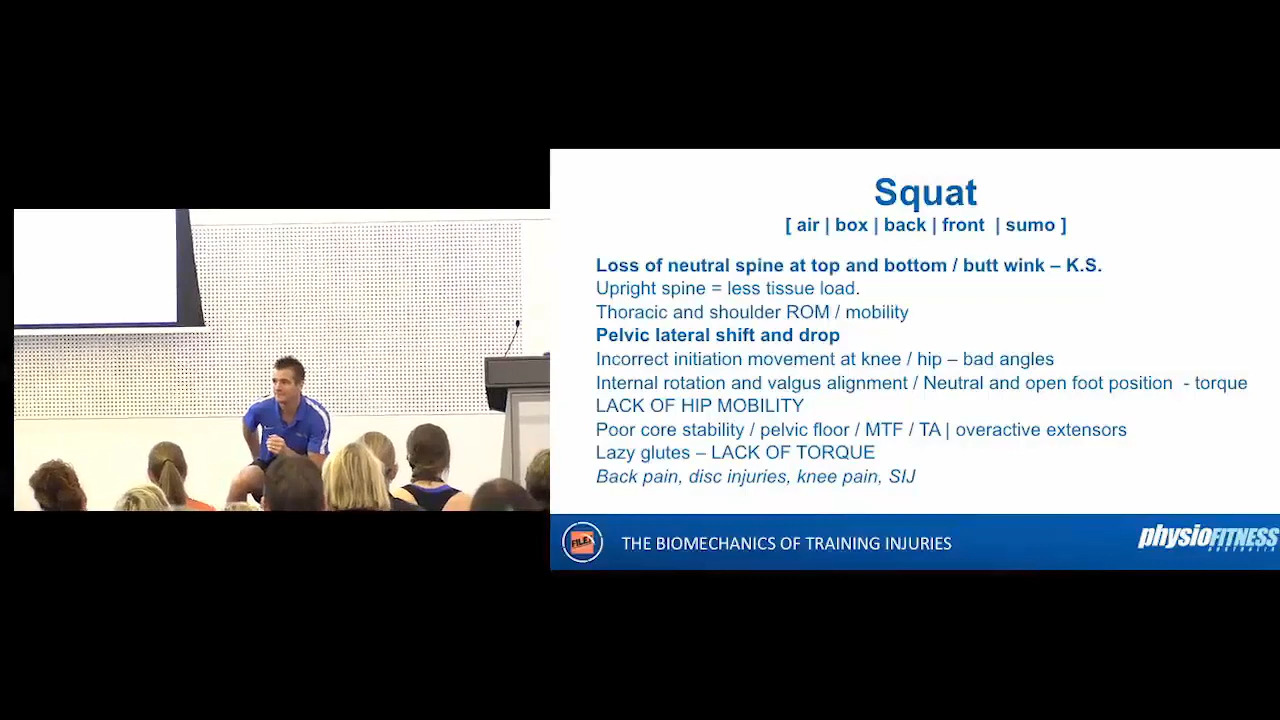 Squat
[ air | box | back | front | sumo ]
Loss of neutral spine at top and bottom / butt wink – K.S.
Upright spine = less tissue load.
Thoracic and shoulder ROM / mobility
Pelvic lateral shift and drop
Incorrect initiation movement at knee / hip – bad angles
Internal rotation and valgus alignment / Neutral and open foot position - torque
LACK OF HIP MOBILITY
Poor core stability / pelvic floor / MTF / TA | overactive extensors
Lazy glutes – LACK OF TORQUE
Back pain, disc injuries, knee pain, SIJ
FILEX
THE BIOMECHANICS OF TRAINING INJURIES
physioFITNESS
AUSTRALIA